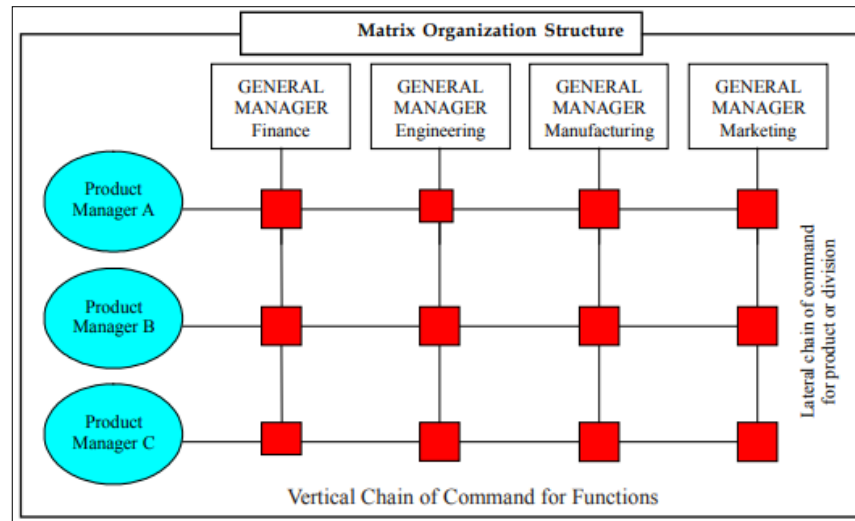 Matrix Organization Structure
GENERAL
MANAGER
Finance
GENERAL
MANAGER
Engineering
GENERAL
MANAGER
Manufacturing
GENERAL
MANAGER
Marketing
Product
Manager A
Product
Manager B
Product
Manager C
Lateral chain of command
for product or division
Vertical Chain of Command for Functions